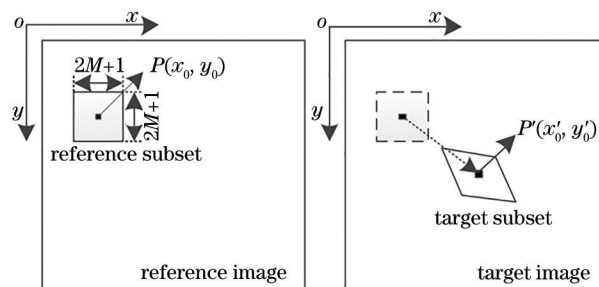 o
x
2M+1
P(x₀, y₀)
y
2M+1
reference subset
reference image
o
x
y
P′(x′₀, y′₀)
target subset
target image